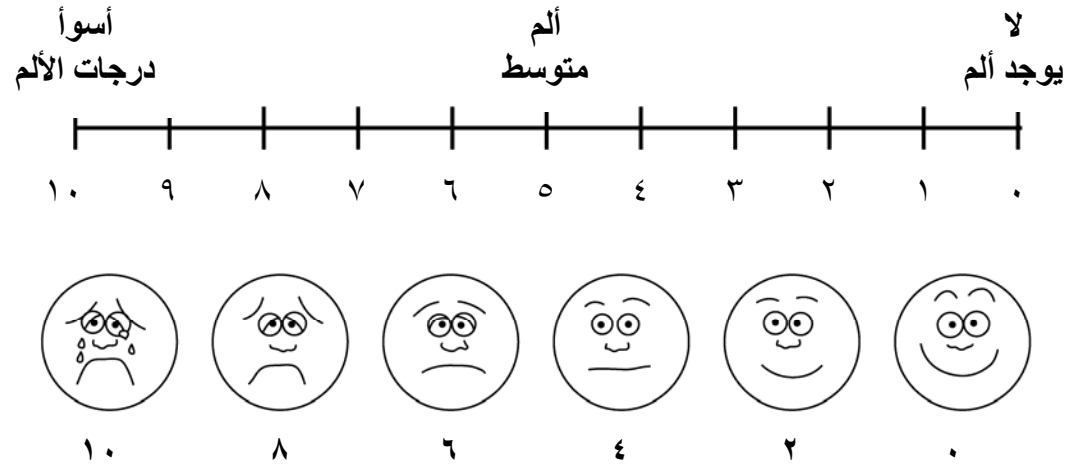 لا
يوجد ألم
ألم
متوسط
أسوأ
درجات الألم
٠ ١ ٢ ٣ ٤ ٥ ٦ ٧ ٨ ٩ ١٠
٠ ٢ ٤ ٦ ٨ ١٠